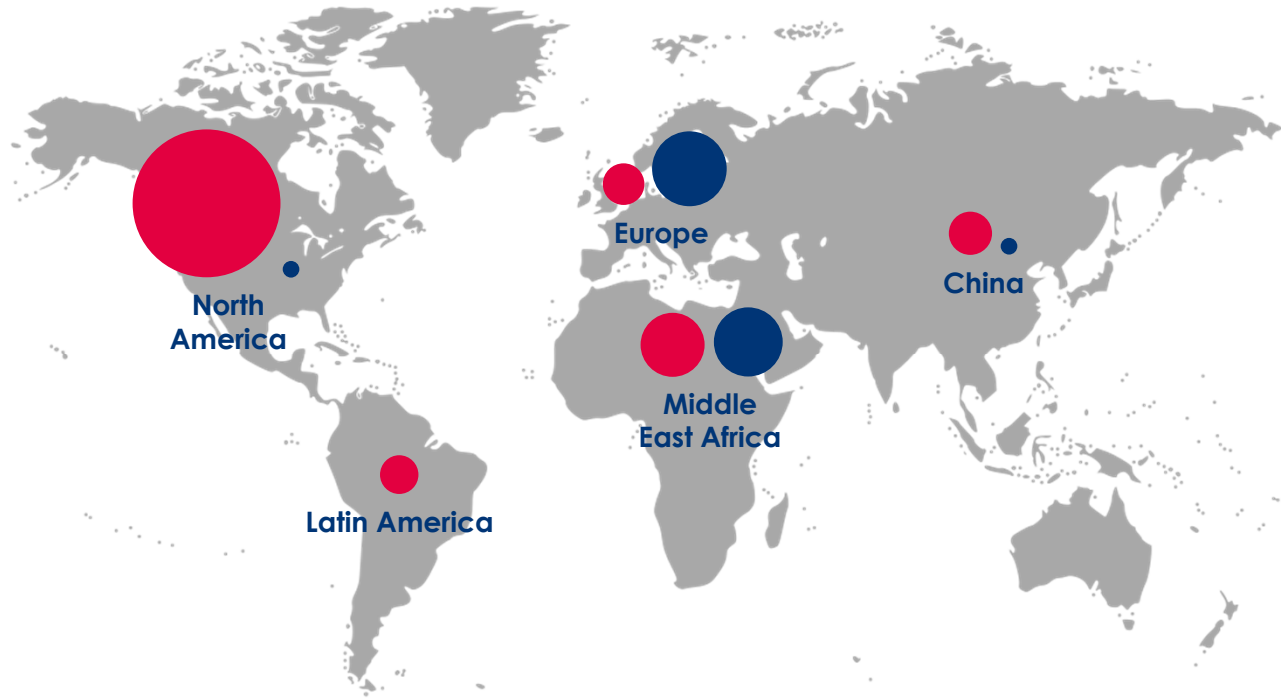 Europe
China
North
America
Middle
East Africa
Latin America